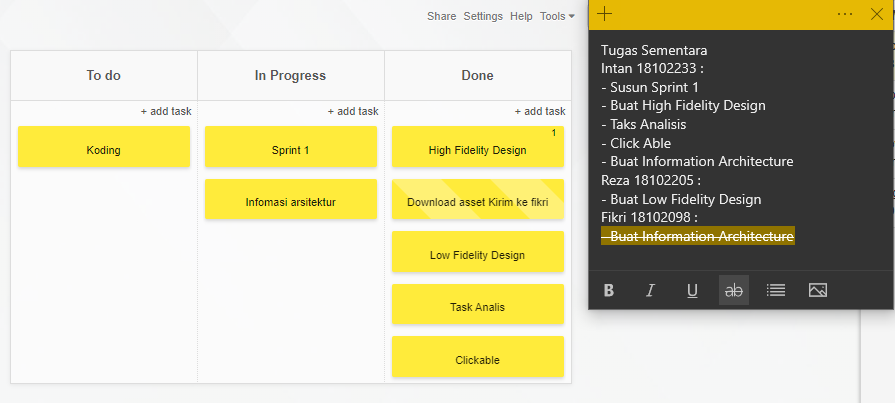 Share Settings Help Tools
To do
In Progress
Done
+ add task
+ add task
+ add task
Koding
Sprint 1
Infomasi arsitektur
1
High Fidelity Design
Download asset Kirim ke fikri
Low Fidelity Design
Task Analis
Clickable
Tugas Sementara
Intan 18102233 :
- Susun Sprint 1
- Buat High Fidelity Design
- Taks Analisis
- Click Able
- Buat Information Architecture
Reza 18102205 :
- Buat Low Fidelity Design
Fikri 18102098 :
- Buat Information Architecture
B I U ab